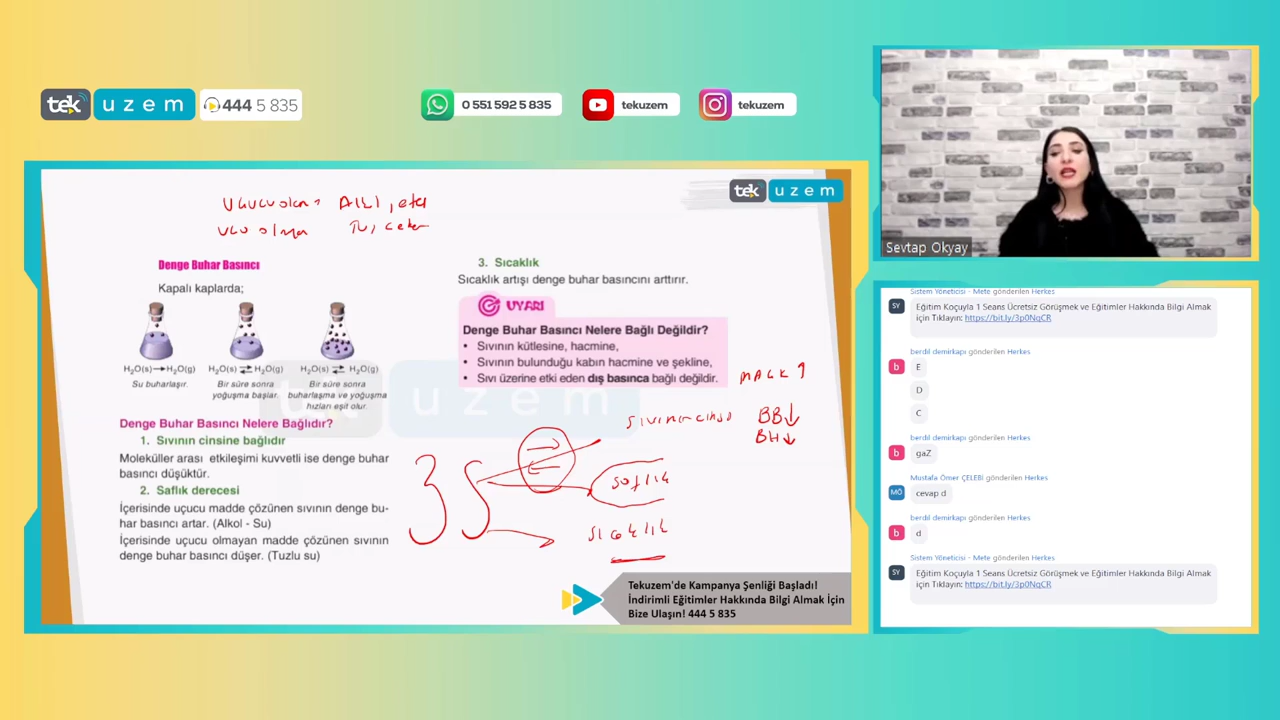 tek uzem 444 5 835
0 551 592 5 835
tekuzem
tekuzem
tek uzem
Denge Buhar Basıncı
Kapalı kaplarda;
H₂O(s)→H₂O(g)
Su buharlaşır.
H₂O(s) ⇄ H₂O(g)
Bir süre sonra
yoğuşma başlar.
H₂O(s) ⇄ H₂O(g)
Bir süre sonra
buharlaşma ve yoğuşma
hızları eşit olur.
Denge Buhar Basıncı Nelere Bağlıdır?
1. Sıvının cinsine bağlıdır
Moleküller arası etkileşimi kuvvetli ise denge buhar
basıncı düşüktür.
2. Saflık derecesi
İçerisinde uçucu madde çözünen sıvının denge bu-
har basıncı artar. (Alkol - Su)
İçerisinde uçucu olmayan madde çözünen sıvının
denge buhar basıncı düşer. (Tuzlu su)
3. Sıcaklık
Sıcaklık artışı denge buhar basıncını arttırır.
UYARI
Denge Buhar Basıncı Nelere Bağlı Değildir?
• Sıvının kütlesine, hacmine,
• Sıvının bulunduğu kabın hacmine ve şekline,
• Sıvı üzerine etki eden dış basınca bağlı değildir.
MAÇK ↑
sıvının cinsi
BB↓
BH↓
3S
saflık
sıcaklık
uzem
Tekuzem'de Kampanya Şenliği Başladı!
İndirimli Eğitimler Hakkında Bilgi Almak İçin
Bize Ulaşın! 444 5 835
Sevtap Okyay
Sistem Yöneticisi - Mete gönderilen Herkes
SY
Eğitim Koçuyla 1 Seans Ücretsiz Görüşmek ve Eğitimler Hakkında Bilgi Almak
için Tıklayın: https://bit.ly/3p0NqCR
berdil demirkapı gönderilen Herkes
b
E
D
C
berdil demirkapı gönderilen Herkes
b
gaZ
Mustafa Ömer ÇELEBİ gönderilen Herkes
MÖ
cevap d
berdil demirkapı gönderilen Herkes
b
d
Sistem Yöneticisi - Mete gönderilen Herkes
SY
Eğitim Koçuyla 1 Seans Ücretsiz Görüşmek ve Eğitimler Hakkında Bilgi Almak
için Tıklayın: https://bit.ly/3p0NqCR